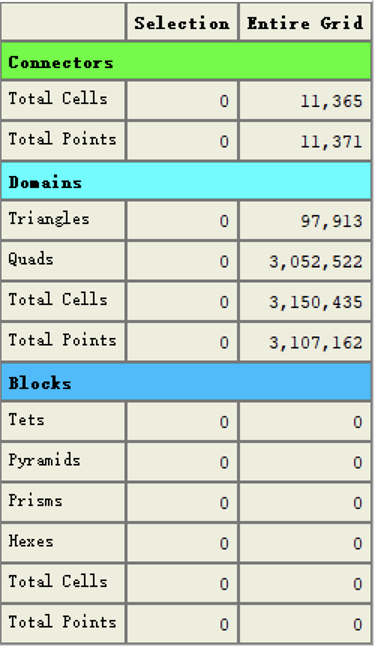 Selection Entire Grid
Connectors
Total Cells 0 11,365
Total Points 0 11,371
Domains
Triangles 0 97,913
Quads 0 3,052,522
Total Cells 0 3,150,435
Total Points 0 3,107,162
Blocks
Tets 0 0
Pyramids 0 0
Prisms 0 0
Hexes 0 0
Total Cells 0 0
Total Points 0 0